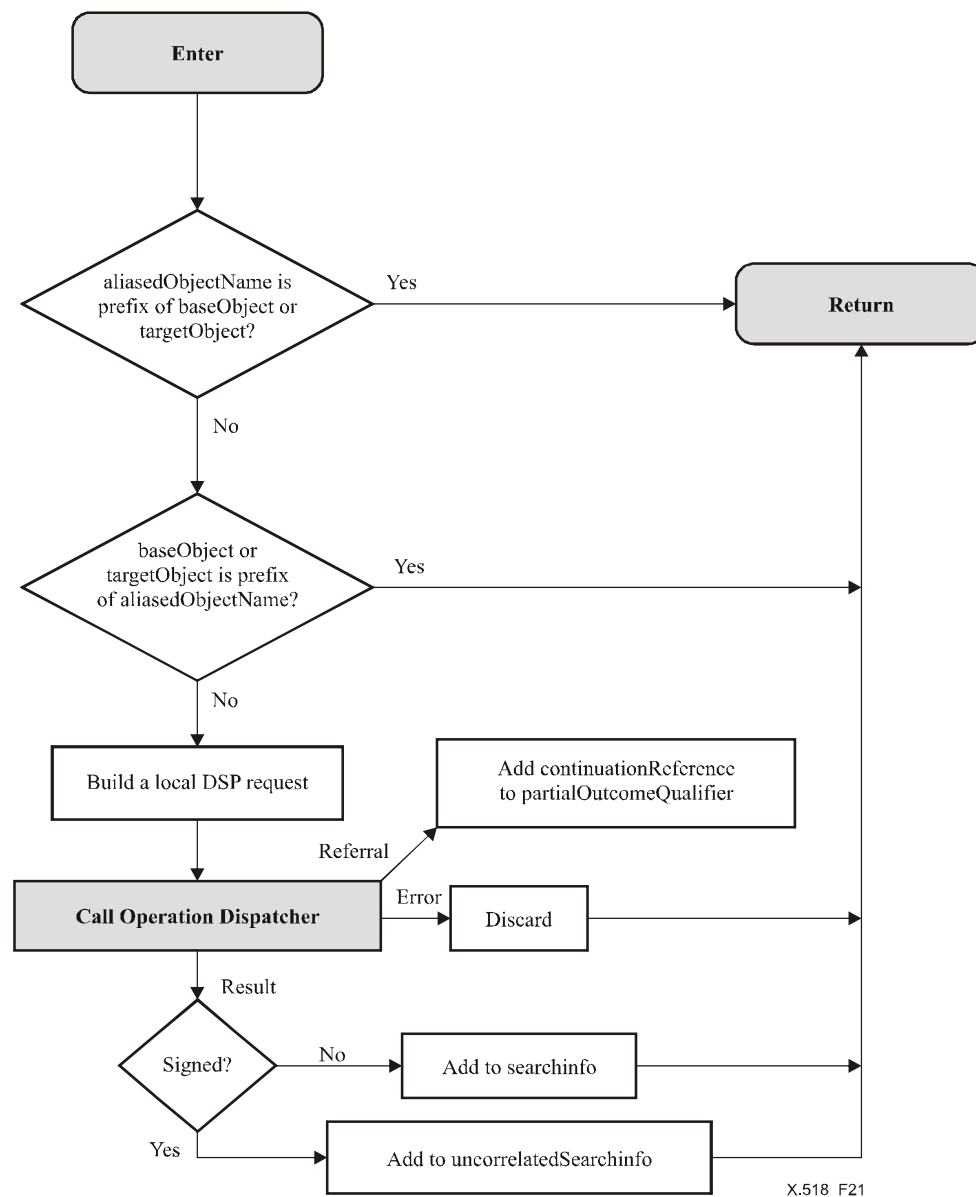 Enter
aliasedObjectName is
prefix of baseObject or
targetObject?
Yes
Return
No
baseObject or
targetObject is prefix
of aliasedObjectName?
Yes
No
Build a local DSP request
Add continuationReference
to partialOutcomeQualifier
Referral
Call Operation Dispatcher
Error
Discard
Result
Signed?
No
Add to searchinfo
Yes
Add to uncorrelatedSearchinfo
X.518_F21